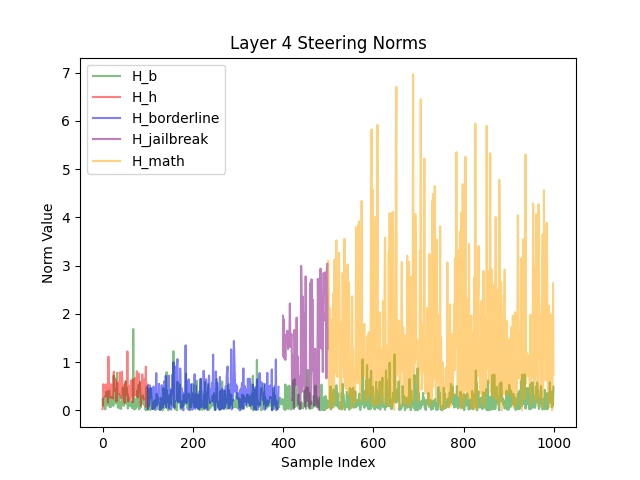 Layer 4 Steering Norms
H_b
H_h
H_borderline
H_jailbreak
H_math
Norm Value
7
6
5
4
3
2
1
0
0 200 400 600 800 1000
Sample Index